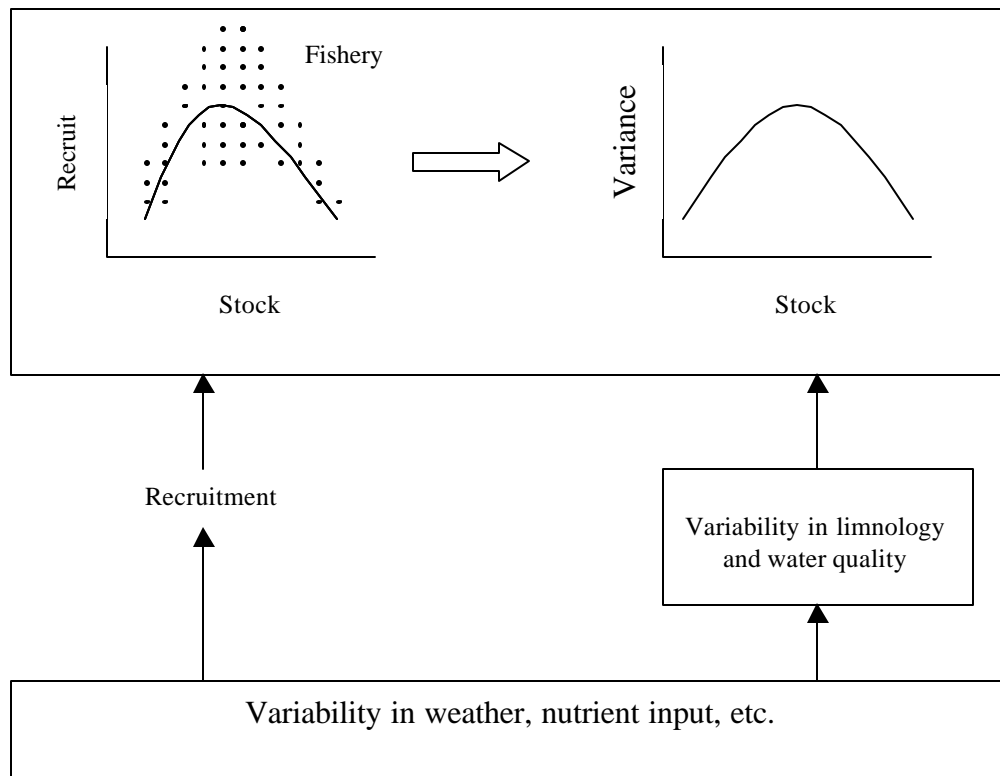 Fishery
Recruit
Variance
Stock
Stock
Recruitment
Variability in limnology
and water quality
Variability in weather, nutrient input, etc.